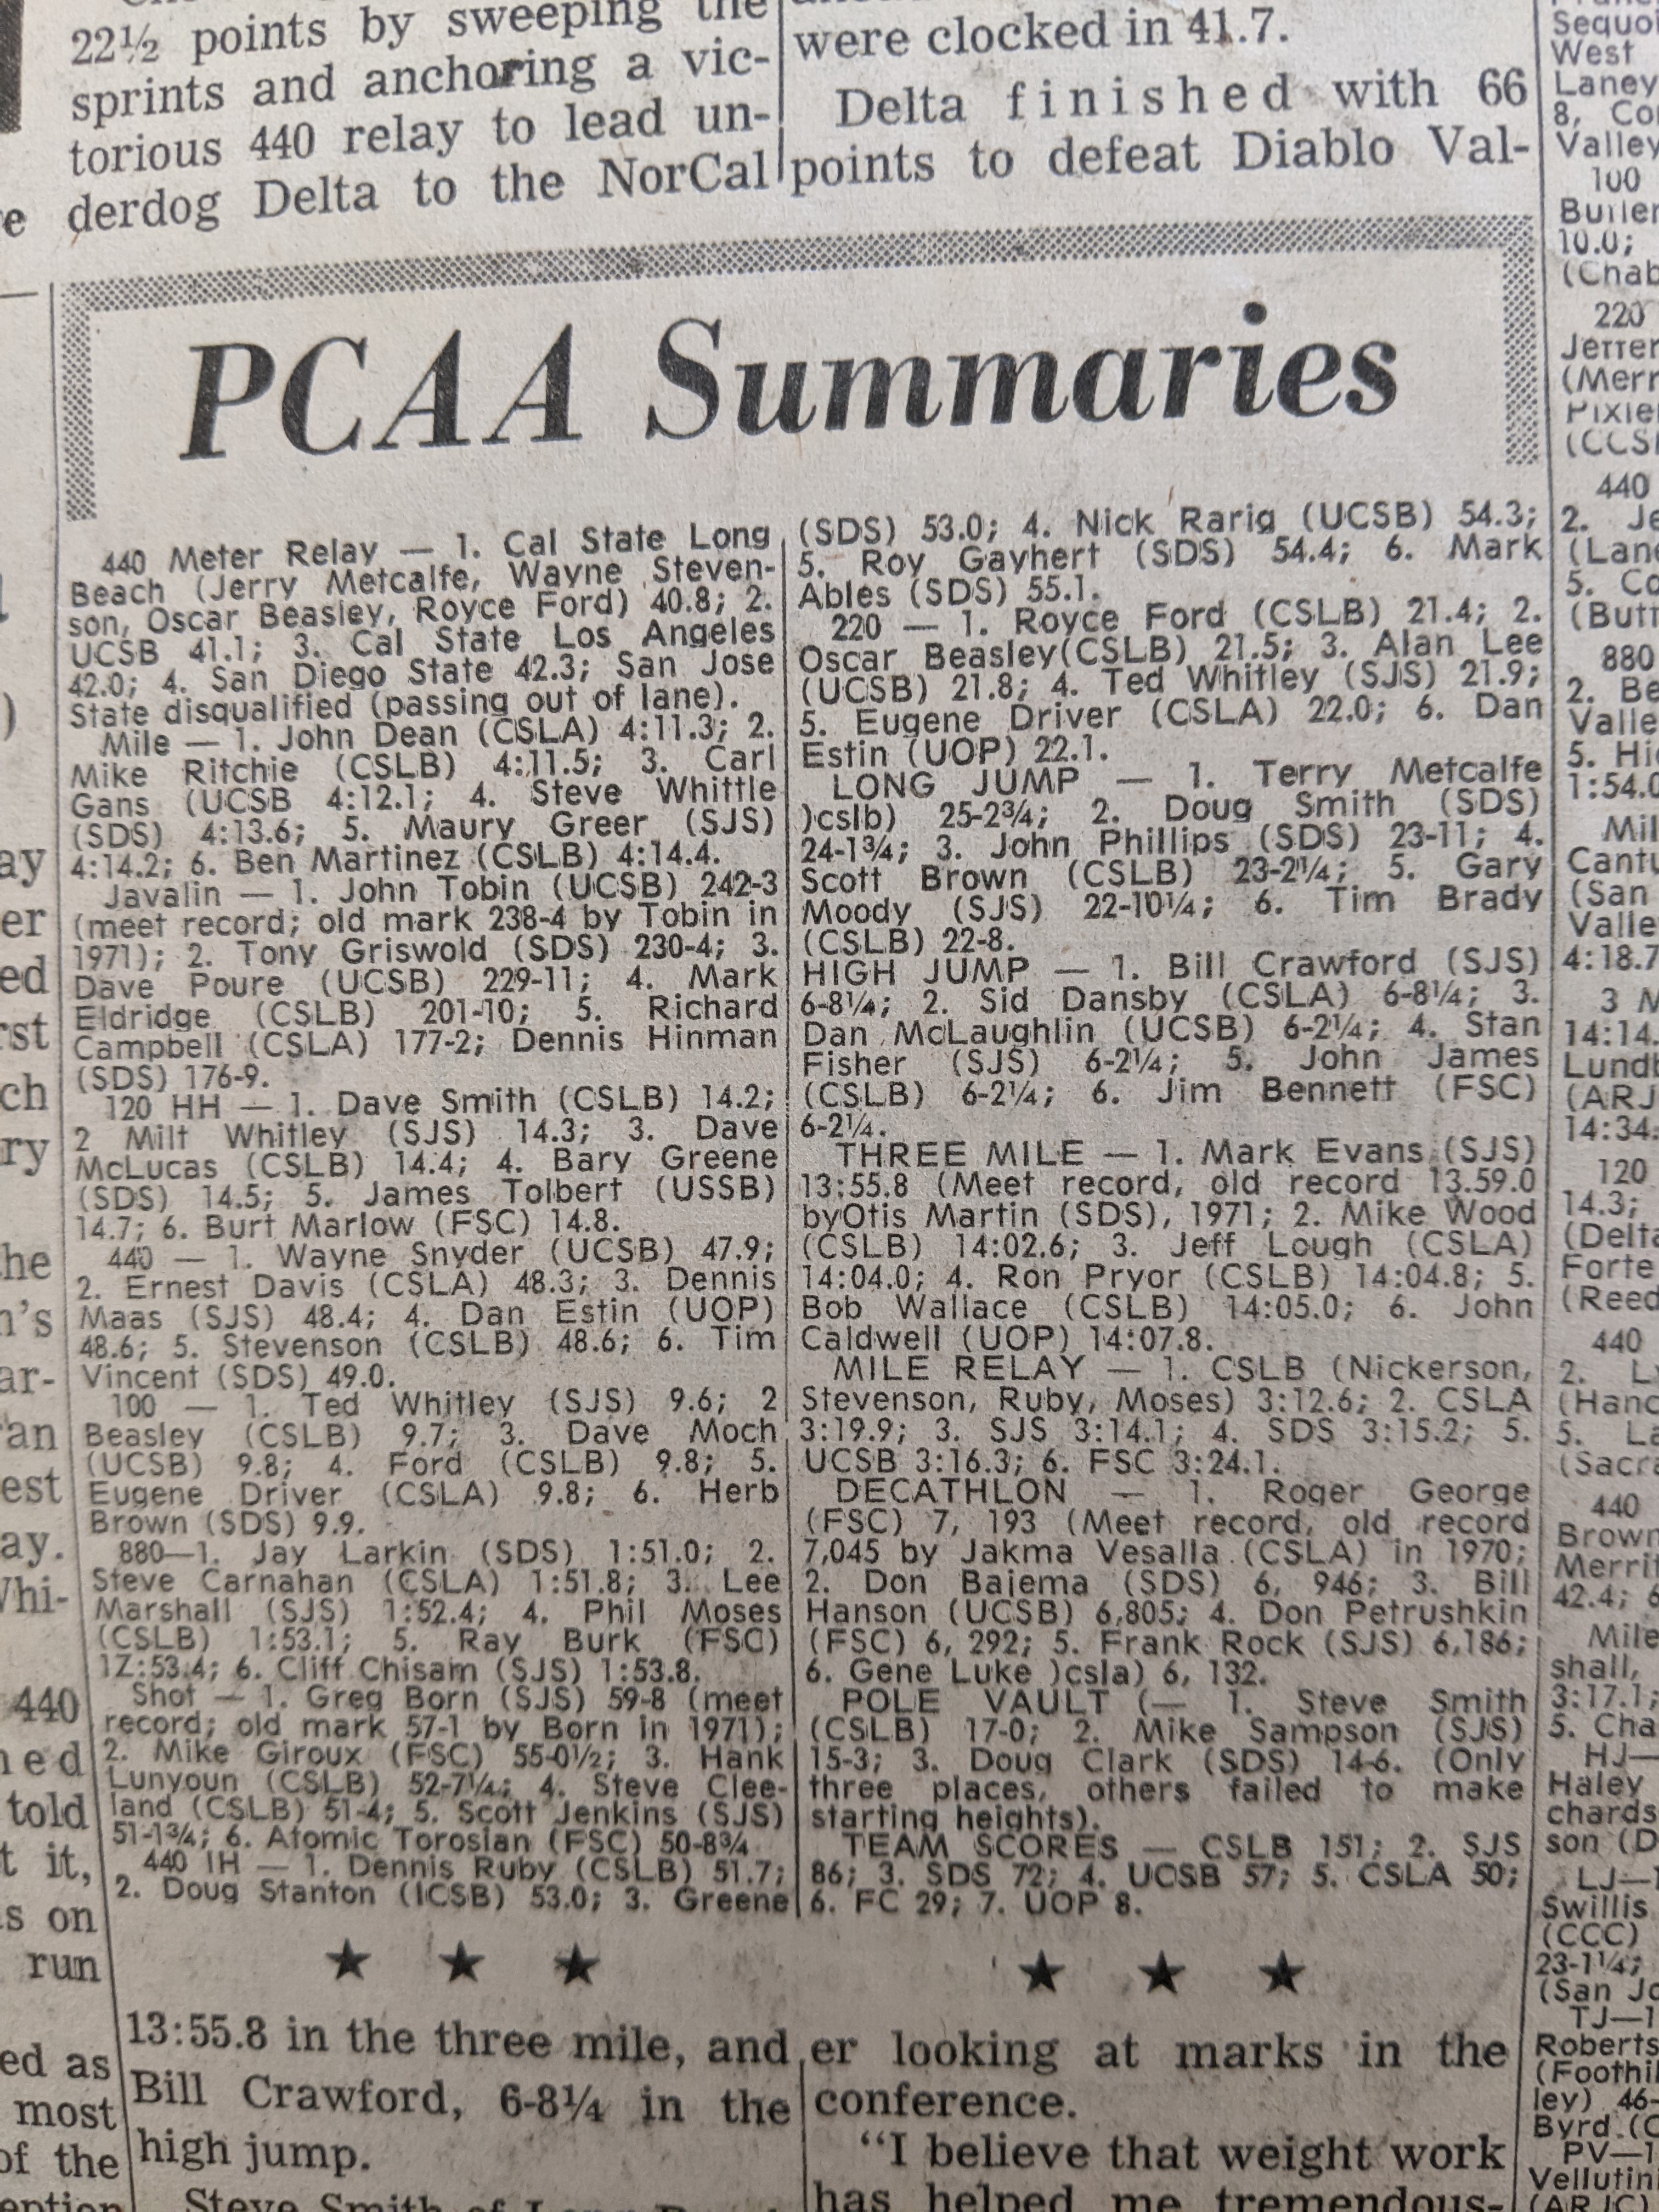 22½ points by sweeping the
sprints and anchoring a vic-
torious 440 relay to lead un-
derdog Delta to the NorCal
were clocked in 41.7.
Delta finished with 66
points to defeat Diablo Val-
PCAA Summaries
440 Meter Relay — 1. Cal State Long
Beach (Jerry Metcalfe, Wayne Steven-
son, Oscar Beasley, Royce Ford) 40.8; 2.
UCSB 41.1; 3. Cal State Los Angeles
42.0; 4. San Diego State 42.3; San Jose
State disqualified (passing out of lane).
Mile — 1. John Dean (CSLA) 4:11.3; 2.
Mike Ritchie (CSLB) 4:11.5; 3. Carl
Gans (UCSB 4:12.1; 4. Steve Whittle
(SDS) 4:13.6; 5. Maury Greer (SJS)
4:14.2; 6. Ben Martinez (CSLB) 4:14.4.
Javalin — 1. John Tobin (UCSB) 242-3
(meet record; old mark 238-4 by Tobin in
1971); 2. Tony Griswold (SDS) 230-4; 3.
Dave Poure (UCSB) 229-11; 4. Mark
Eldridge (CSLB) 201-10; 5. Richard
Campbell (CSLA) 177-2; Dennis Hinman
(SDS) 176-9.
120 HH — 1. Dave Smith (CSLB) 14.2;
2 Milt Whitley (SJS) 14.3; 3. Dave
McLucas (CSLB) 14.4; 4. Bary Greene
(SDS) 14.5; 5. James Tolbert (USSB)
14.7; 6. Burt Marlow (FSC) 14.8.
440 — 1. Wayne Snyder (UCSB) 47.9;
2. Ernest Davis (CSLA) 48.3; 3. Dennis
Maas (SJS) 48.4; 4. Dan Estin (UOP)
48.6; 5. Stevenson (CSLB) 48.6; 6. Tim
Vincent (SDS) 49.0.
100 — 1. Ted Whitley (SJS) 9.6; 2
Beasley (CSLB) 9.7; 3. Dave Moch
(UCSB) 9.8; 4. Ford (CSLB) 9.8; 5.
Eugene Driver (CSLA) 9.8; 6. Herb
Brown (SDS) 9.9.
880—1. Jay Larkin (SDS) 1:51.0; 2.
Steve Carnahan (CSLA) 1:51.8; 3. Lee
Marshall (SJS) 1:52.4; 4. Phil Moses
(CSLB) 1:53.1; 5. Ray Burk (FSC)
1Z:53.4; 6. Cliff Chisam (SJS) 1:53.8.
Shot — 1. Greg Born (SJS) 59-8 (meet
record; old mark 57-1 by Born in 1971);
2. Mike Giroux (FSC) 55-0½; 3. Hank
Lunyoun (CSLB) 52-7¼; 4. Steve Clee-
land (CSLB) 51-4; 5. Scott Jenkins (SJS)
51-1¾; 6. Atomic Torosian (FSC) 50-8¾
440 IH — 1. Dennis Ruby (CSLB) 51.7;
2. Doug Stanton (ICSB) 53.0; 3. Greene
(SDS) 53.0; 4. Nick Rarig (UCSB) 54.3;
5. Roy Gayhert (SDS) 54.4; 6. Mark
Ables (SDS) 55.1.
220 — 1. Royce Ford (CSLB) 21.4; 2.
Oscar Beasley(CSLB) 21.5; 3. Alan Lee
(UCSB) 21.8; 4. Ted Whitley (SJS) 21.9;
5. Eugene Driver (CSLA) 22.0; 6. Dan
Estin (UOP) 22.1.
LONG JUMP — 1. Terry Metcalfe
)cslb) 25-2¾; 2. Doug Smith (SDS)
24-1¾; 3. John Phillips (SDS) 23-11; 4.
Scott Brown (CSLB) 23-2¼; 5. Gary
Moody (SJS) 22-10¼; 6. Tim Brady
(CSLB) 22-8.
HIGH JUMP — 1. Bill Crawford (SJS)
6-8¼; 2. Sid Dansby (CSLA) 6-8¼; 3.
Dan McLaughlin (UCSB) 6-2¼; 4. Stan
Fisher (SJS) 6-2¼; 5. John James
(CSLB) 6-2¼; 6. Jim Bennett (FSC)
6-2¼.
THREE MILE — 1. Mark Evans (SJS)
13:55.8 (Meet record, old record 13.59.0
byOtis Martin (SDS), 1971; 2. Mike Wood
(CSLB) 14:02.6; 3. Jeff Lough (CSLA)
14:04.0; 4. Ron Pryor (CSLB) 14:04.8; 5.
Bob Wallace (CSLB) 14:05.0; 6. John
Caldwell (UOP) 14:07.8.
MILE RELAY — 1. CSLB (Nickerson,
Stevenson, Ruby, Moses) 3:12.6; 2. CSLA
3:19.9; 3. SJS 3:14.1; 4. SDS 3:15.2; 5.
UCSB 3:16.3; 6. FSC 3:24.1.
DECATHLON — 1. Roger George
(FSC) 7, 193 (Meet record, old record
7,045 by Jakma Vesalla (CSLA) in 1970;
2. Don Bajema (SDS) 6, 946; 3. Bill
Hanson (UCSB) 6,805; 4. Don Petrushkin
(FSC) 6, 292; 5. Frank Rock (SJS) 6,186;
6. Gene Luke )csla) 6, 132.
POLE VAULT (— 1. Steve Smith
(CSLB) 17-0; 2. Mike Sampson (SJS)
15-3; 3. Doug Clark (SDS) 14-6. (Only
three places, others failed to make
starting heights).
TEAM SCORES — CSLB 151; 2. SJS
86; 3. SDS 72; 4. UCSB 57; 5. CSLA 50;
6. FC 29; 7. UOP 8.
13:55.8 in the three mile, and
Bill Crawford, 6-8¼ in the
high jump.
er looking at marks in the
conference.
"I believe that weight work
has helped me tremendous-